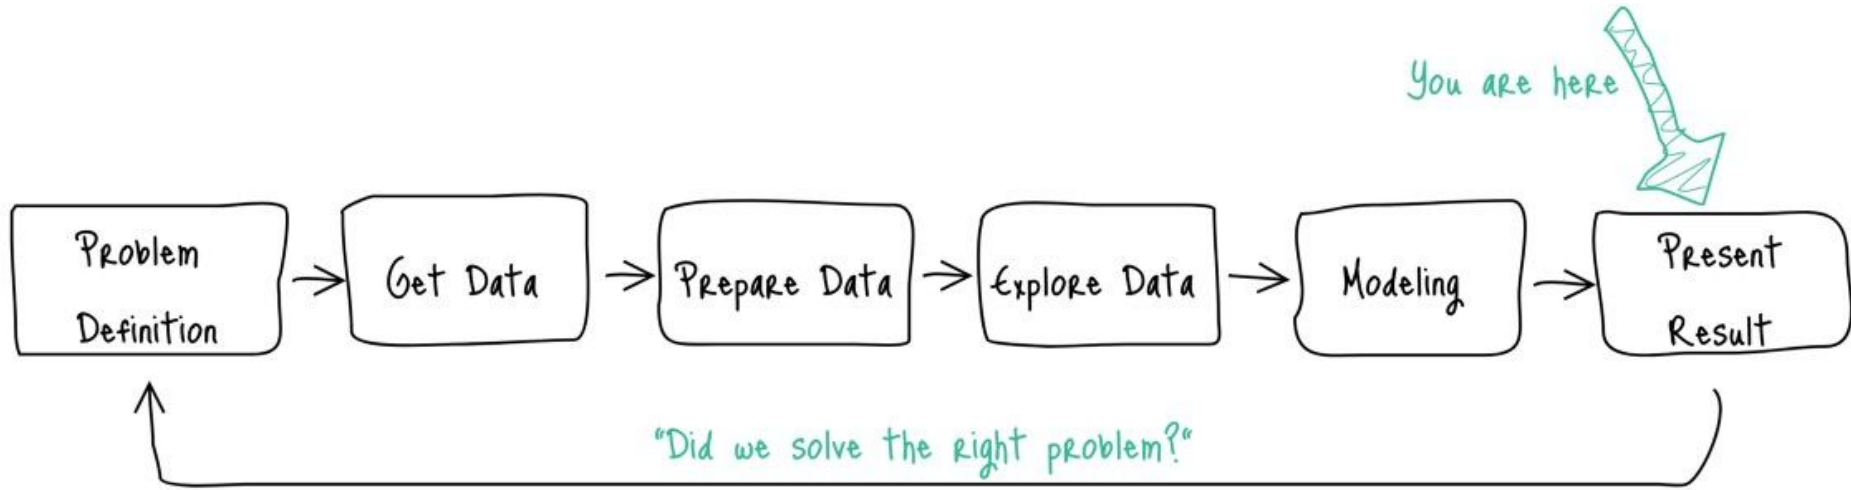 You are here
Problem
Definition
Get Data
Prepare Data
Explore Data
Modeling
Present
Result
"Did we solve the right problem?"